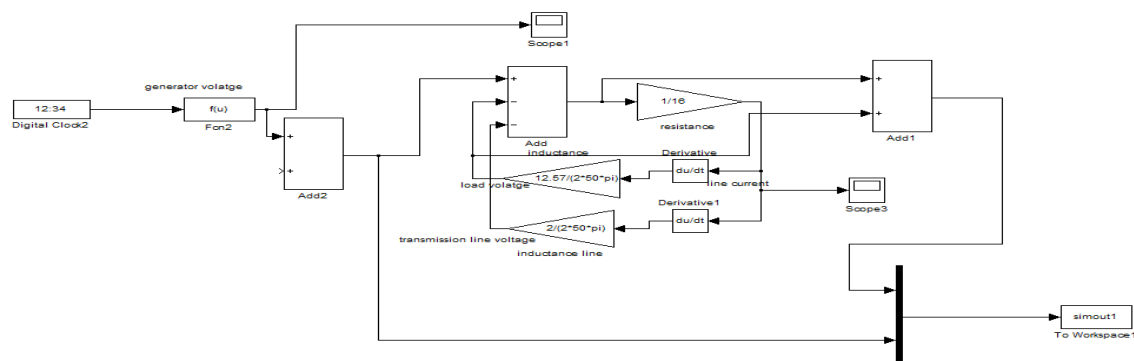 Scope1
generator volatge
12:34
Digital Clock2
f(u)
Fcn2
+
+
Add2
+
−
−
Add
1/16
resistance
+
+
Add1
inductance
Derivative
12.57/(2*50*pi)
load volatge
du/dt
line current
Scope3
Derivative1
du/dt
2/(2*50*pi)
transmission line voltage
inductance line
simout1
To Workspace1